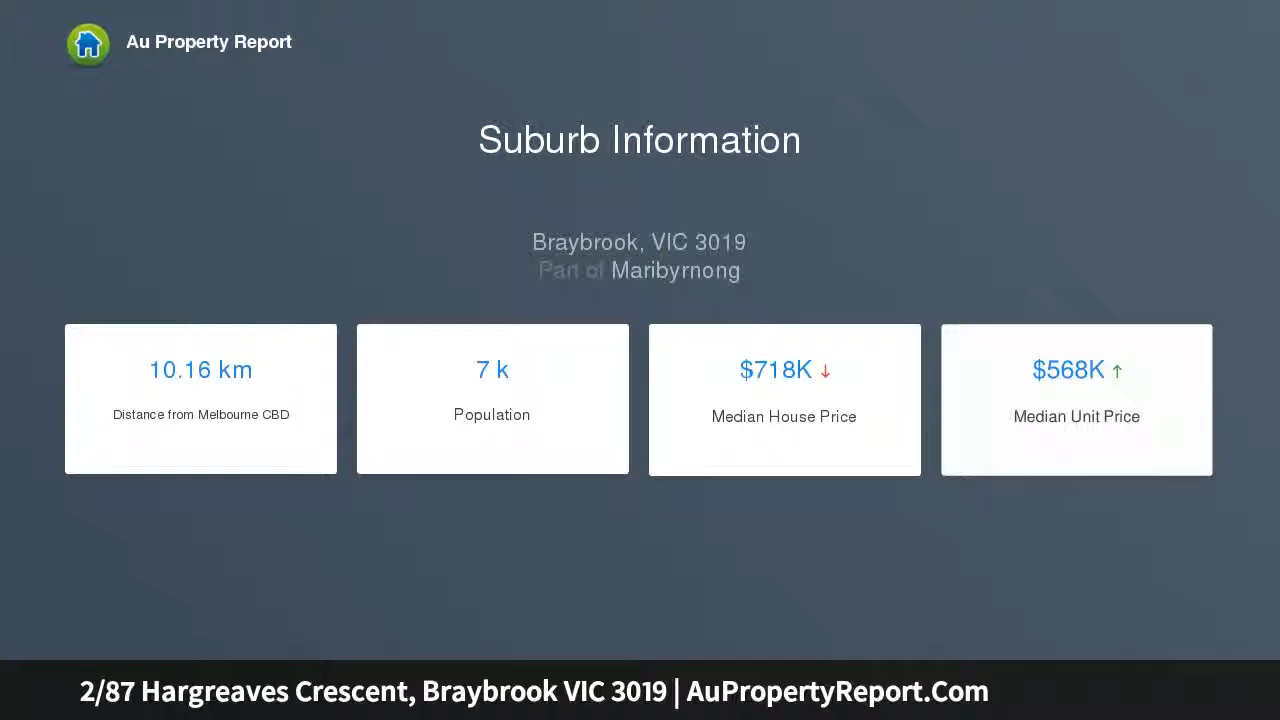 Au Property Report
Suburb Information
Braybrook, VIC 3019
Part of Maribyrnong
10.16 km
Distance from Melbourne CBD
7 k
Population
$718K ↓
Median House Price
$568K ↑
Median Unit Price
2/87 Hargreaves Crescent, Braybrook VIC 3019 | AuPropertyReport.Com